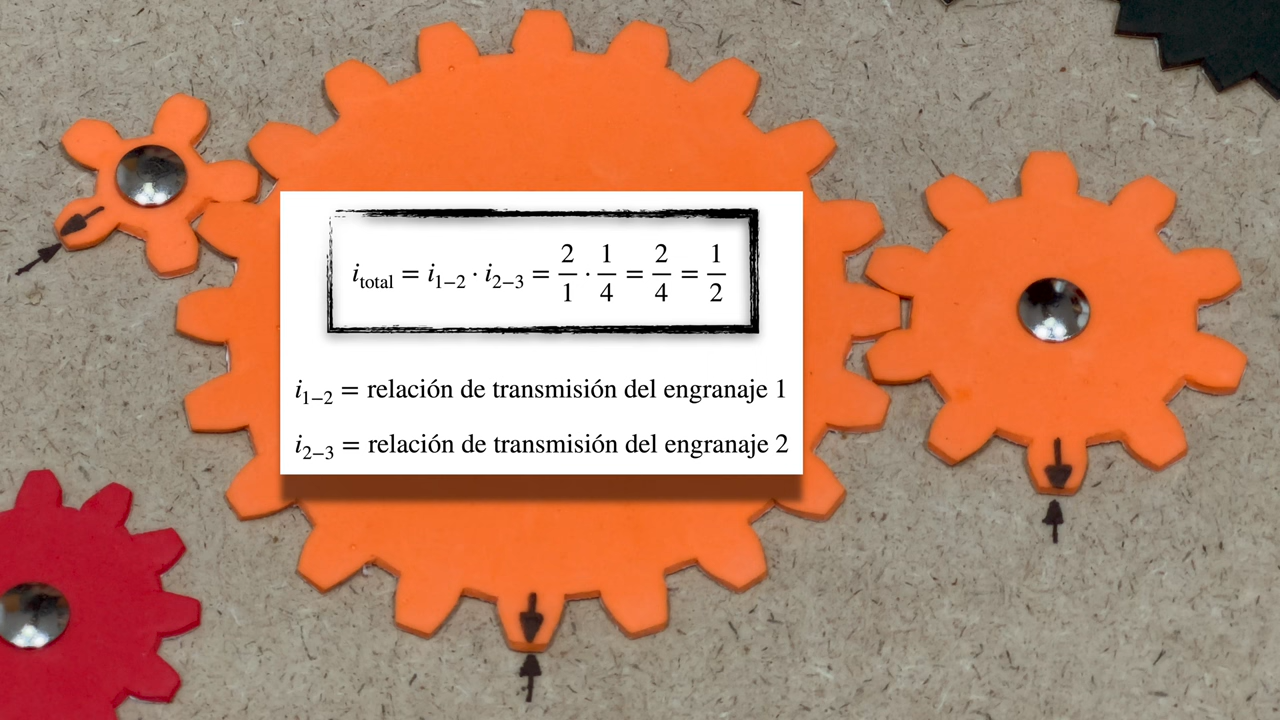 i_total = i_1−2 · i_2−3 = 2/1 · 1/4 = 2/4 = 1/2
i_1−2 = relación de transmisión del engranaje 1
i_2−3 = relación de transmisión del engranaje 2